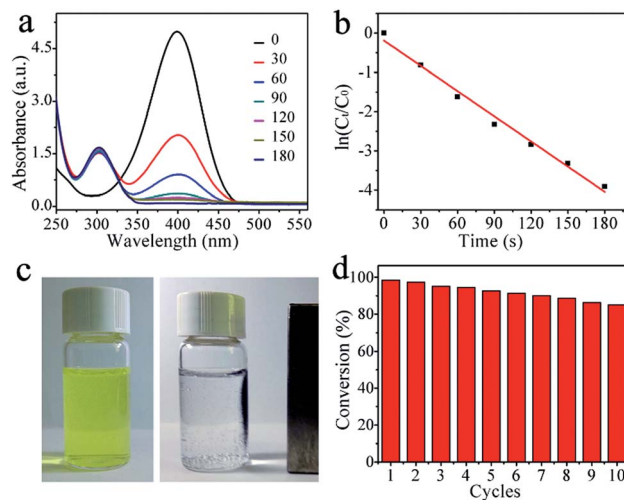 a
Absorbance (a.u.)
4.5
3.0
1.5
0.0
0
30
60
90
120
150
180
250 300 350 400 450 500 550
Wavelength (nm)
b
ln(Cₜ/C₀)
0
-1
-2
-3
-4
0 30 60 90 120 150 180
Time (s)
c
d
Conversion (%)
100
80
60
40
20
0
1 2 3 4 5 6 7 8 9 10
Cycles